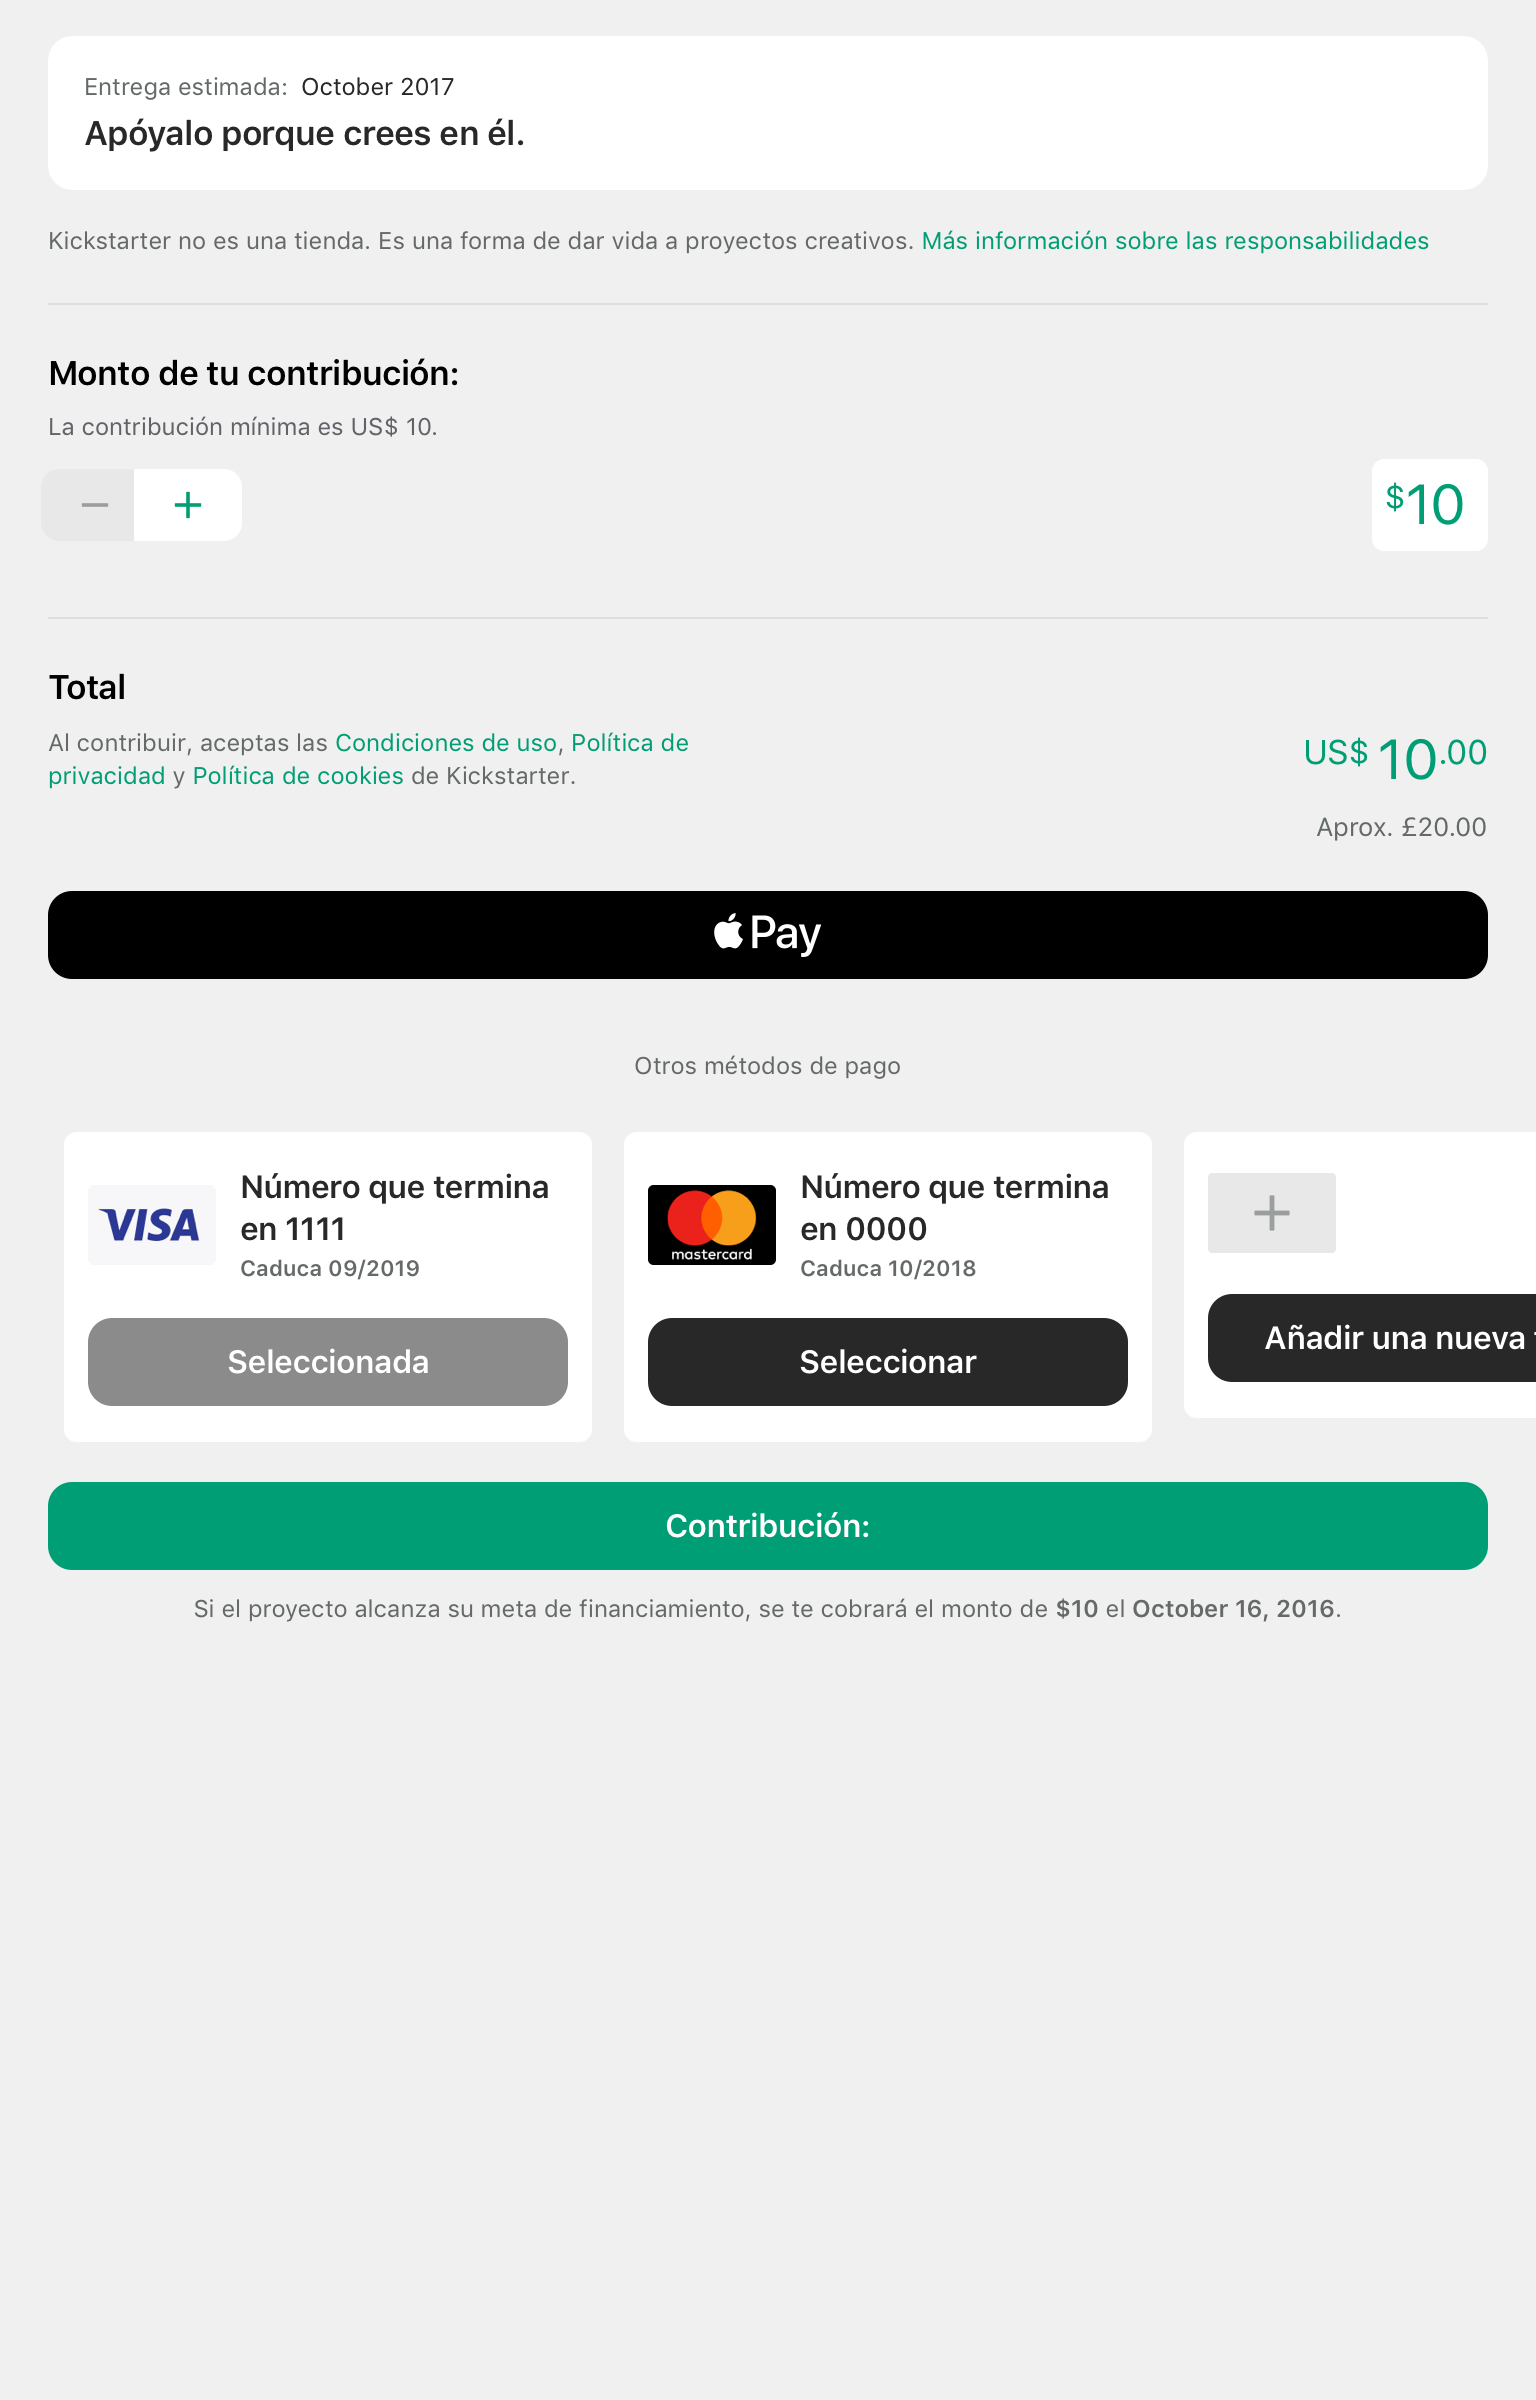 Entrega estimada: October 2017
Apóyalo porque crees en él.
Kickstarter no es una tienda. Es una forma de dar vida a proyectos creativos. Más información sobre las responsabilidades
Monto de tu contribución:
La contribución mínima es US$ 10.
$10
Total
Al contribuir, aceptas las Condiciones de uso, Política de
privacidad y Política de cookies de Kickstarter.
US$ 10.00
Aprox. £20.00
Pay
Otros métodos de pago
VISA
Número que termina
en 1111
Caduca 09/2019
Seleccionada
mastercard
Número que termina
en 0000
Caduca 10/2018
Seleccionar
Añadir una nueva
Contribución:
Si el proyecto alcanza su meta de financiamiento, se te cobrará el monto de $10 el October 16, 2016.